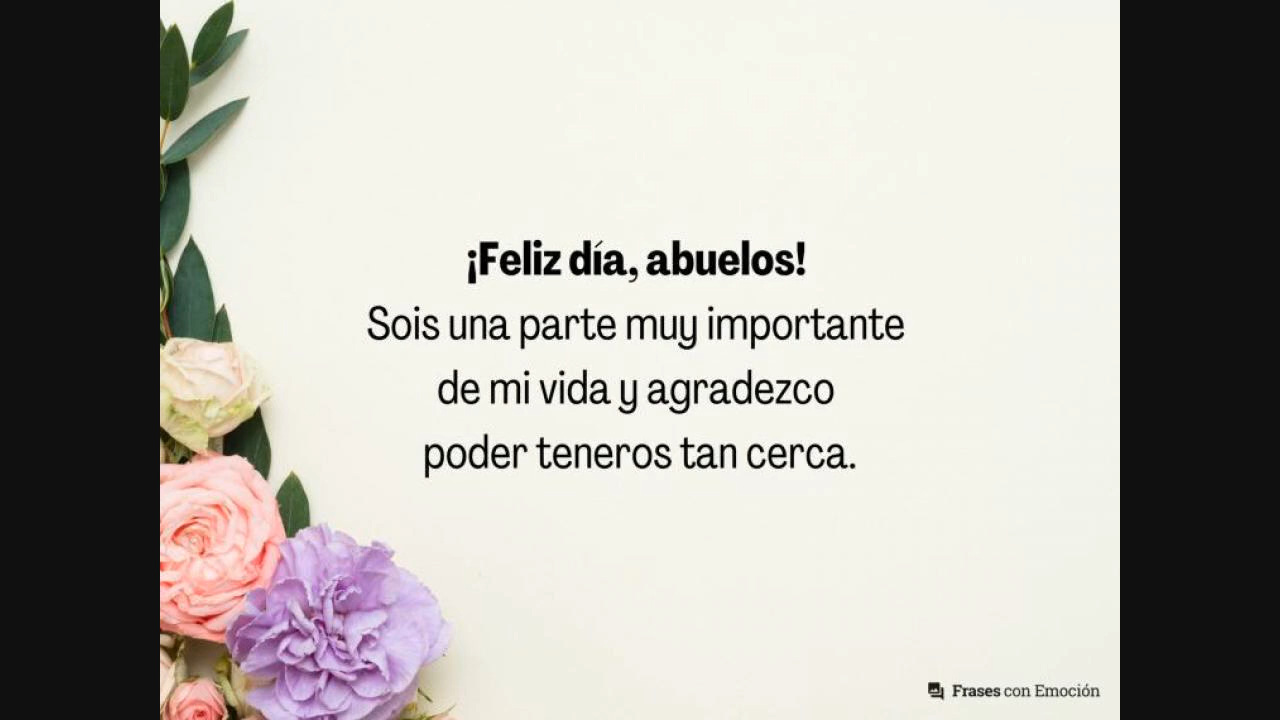 ¡Feliz día, abuelos!
Sois una parte muy importante
de mi vida y agradezco
poder teneros tan cerca.
Frases con Emoción